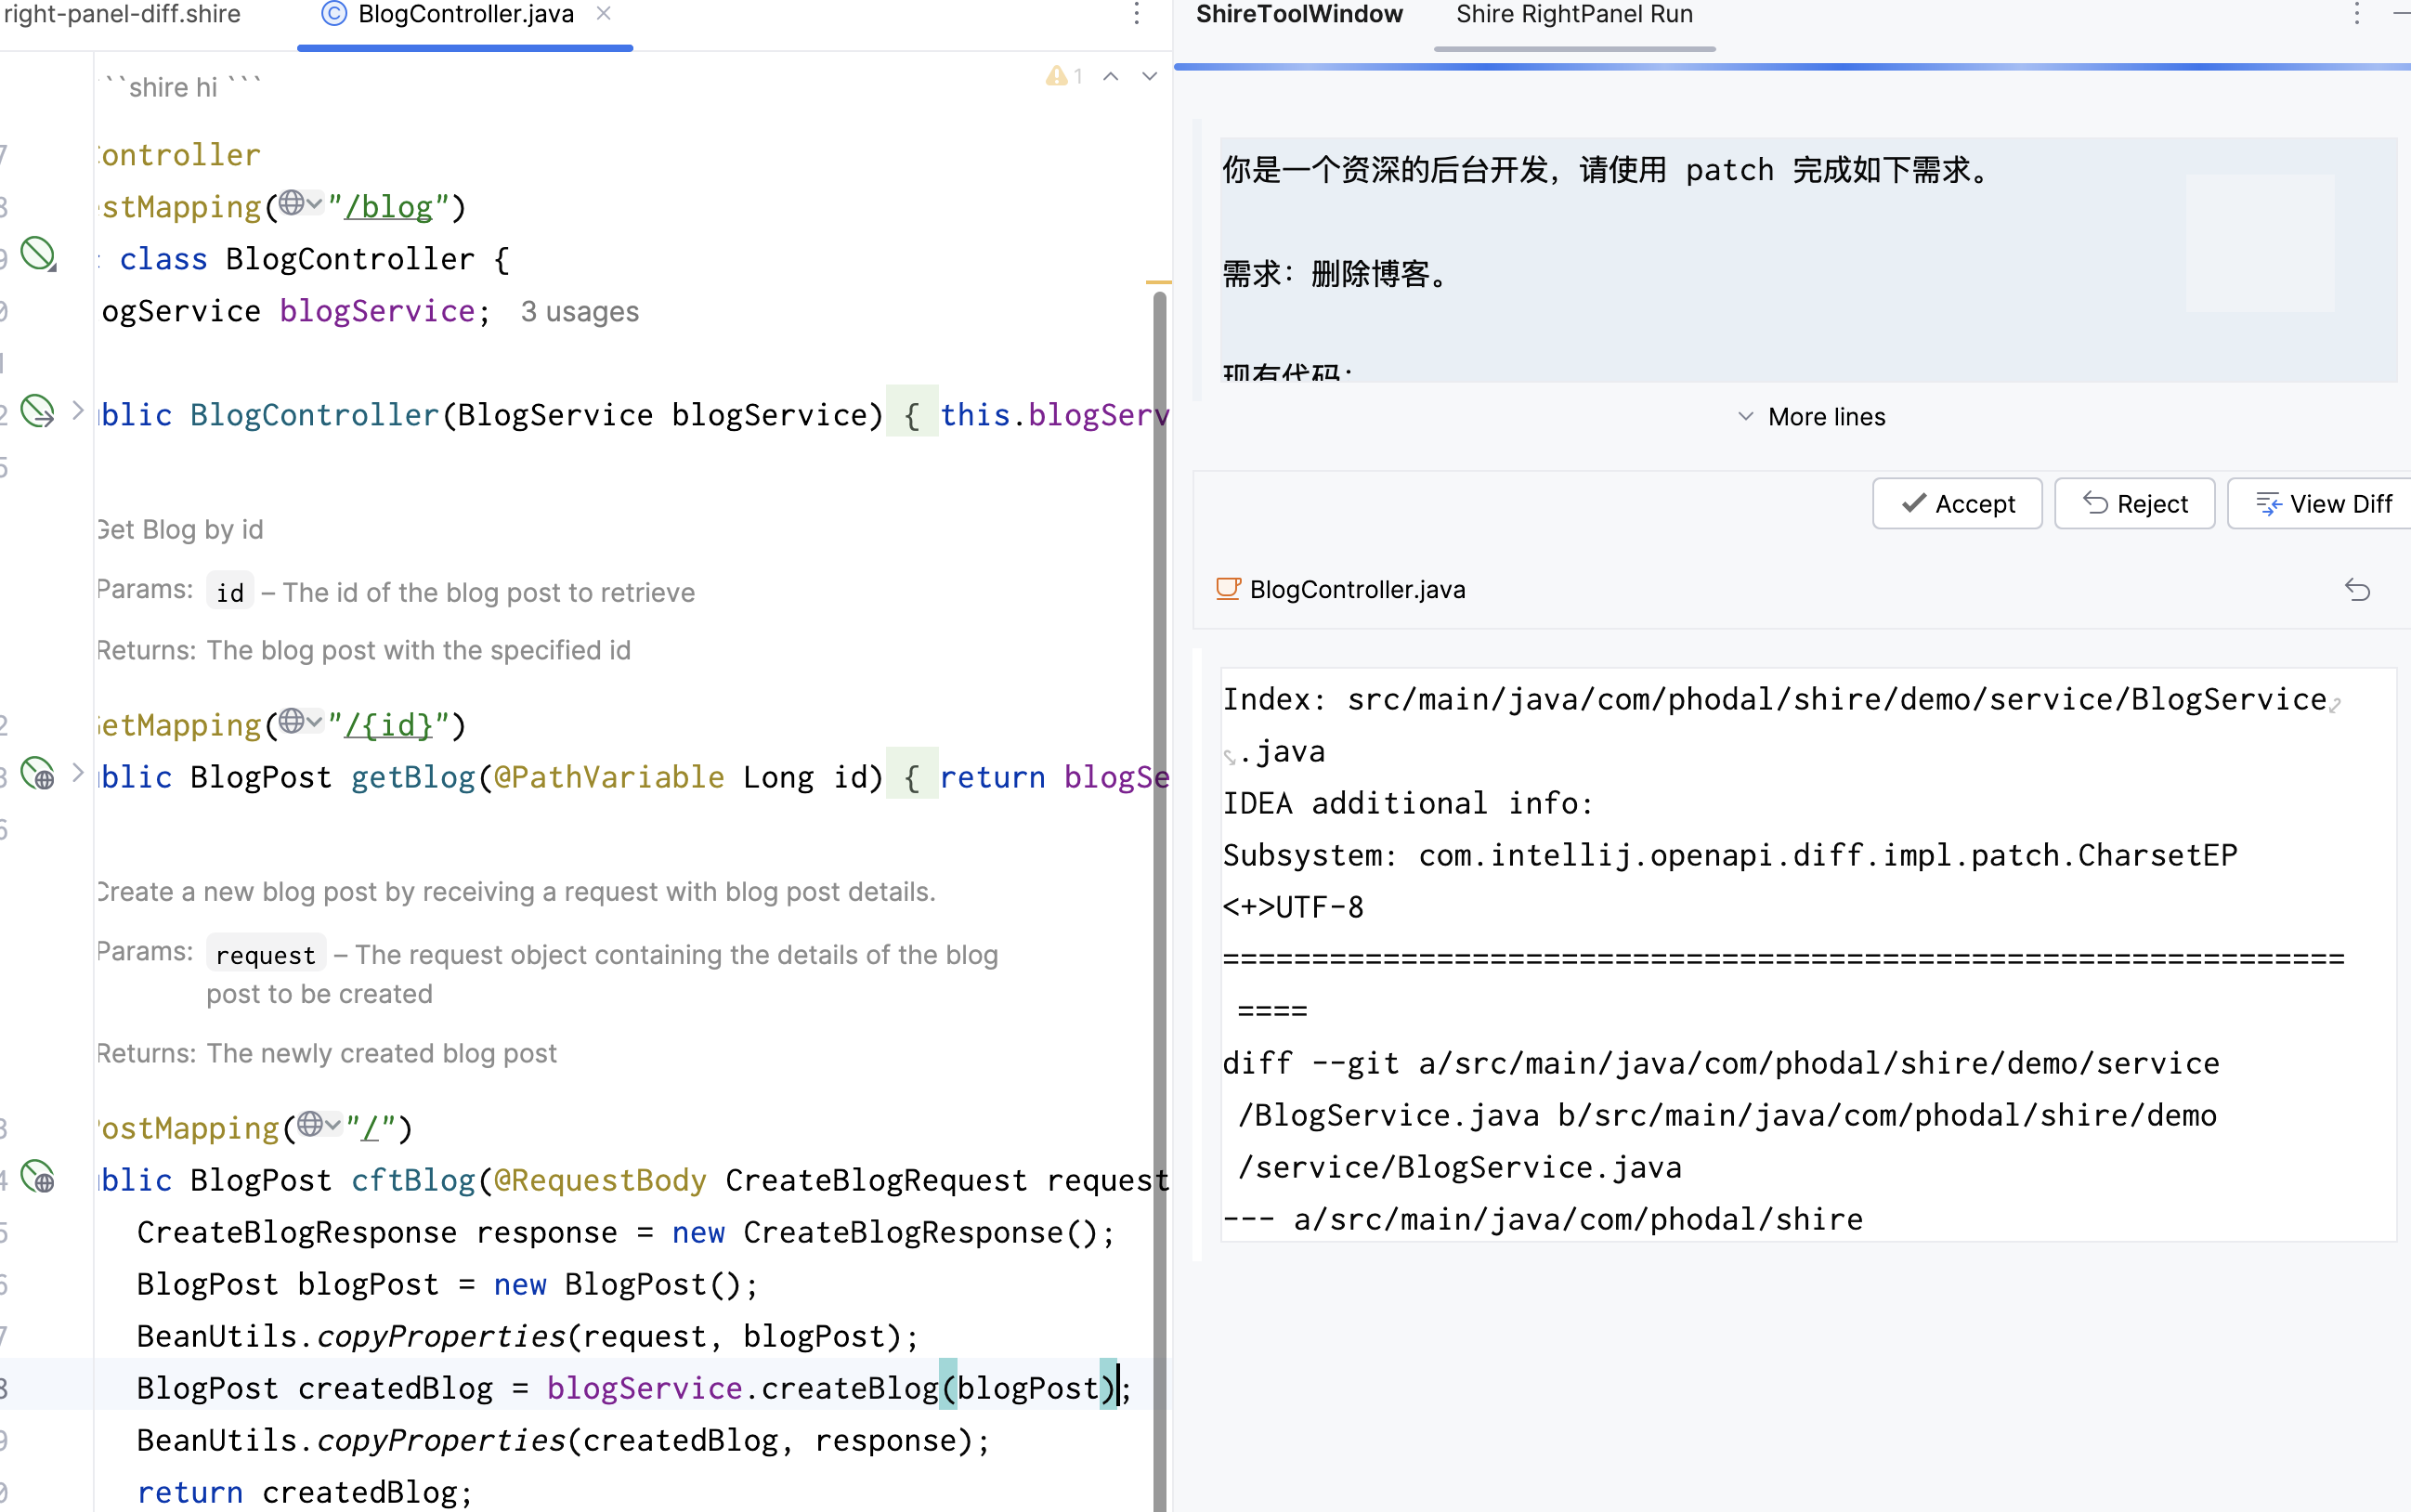 right-panel-diff.shire
BlogController.java
ShireToolWindow
Shire RightPanel Run
```shire hi ```
1
ontroller
stMapping("/blog")
class BlogController {
ogService blogService; 3 usages
blic BlogController(BlogService blogService) { this.blogServ
Get Blog by id
Params: id – The id of the blog post to retrieve
Returns: The blog post with the specified id
GetMapping("/{id}")
blic BlogPost getBlog(@PathVariable Long id) { return blogSe
Create a new blog post by receiving a request with blog post details.
Params: request – The request object containing the details of the blog
post to be created
Returns: The newly created blog post
ostMapping("/")
blic BlogPost cftBlog(@RequestBody CreateBlogRequest request
CreateBlogResponse response = new CreateBlogResponse();
BlogPost blogPost = new BlogPost();
BeanUtils.copyProperties(request, blogPost);
BlogPost createdBlog = blogService.createBlog(blogPost);
BeanUtils.copyProperties(createdBlog, response);
return createdBlog;
你是一个资深的后台开发，请使用 patch 完成如下需求。
需求：删除博客。
现有代码：
More lines
Accept
Reject
View Diff
BlogController.java
Index: src/main/java/com/phodal/shire/demo/service/BlogService
.java
IDEA additional info:
Subsystem: com.intellij.openapi.diff.impl.patch.CharsetEP
<+>UTF-8
===============================================================
====
diff --git a/src/main/java/com/phodal/shire/demo/service
/BlogService.java b/src/main/java/com/phodal/shire/demo
/service/BlogService.java
--- a/src/main/java/com/phodal/shire